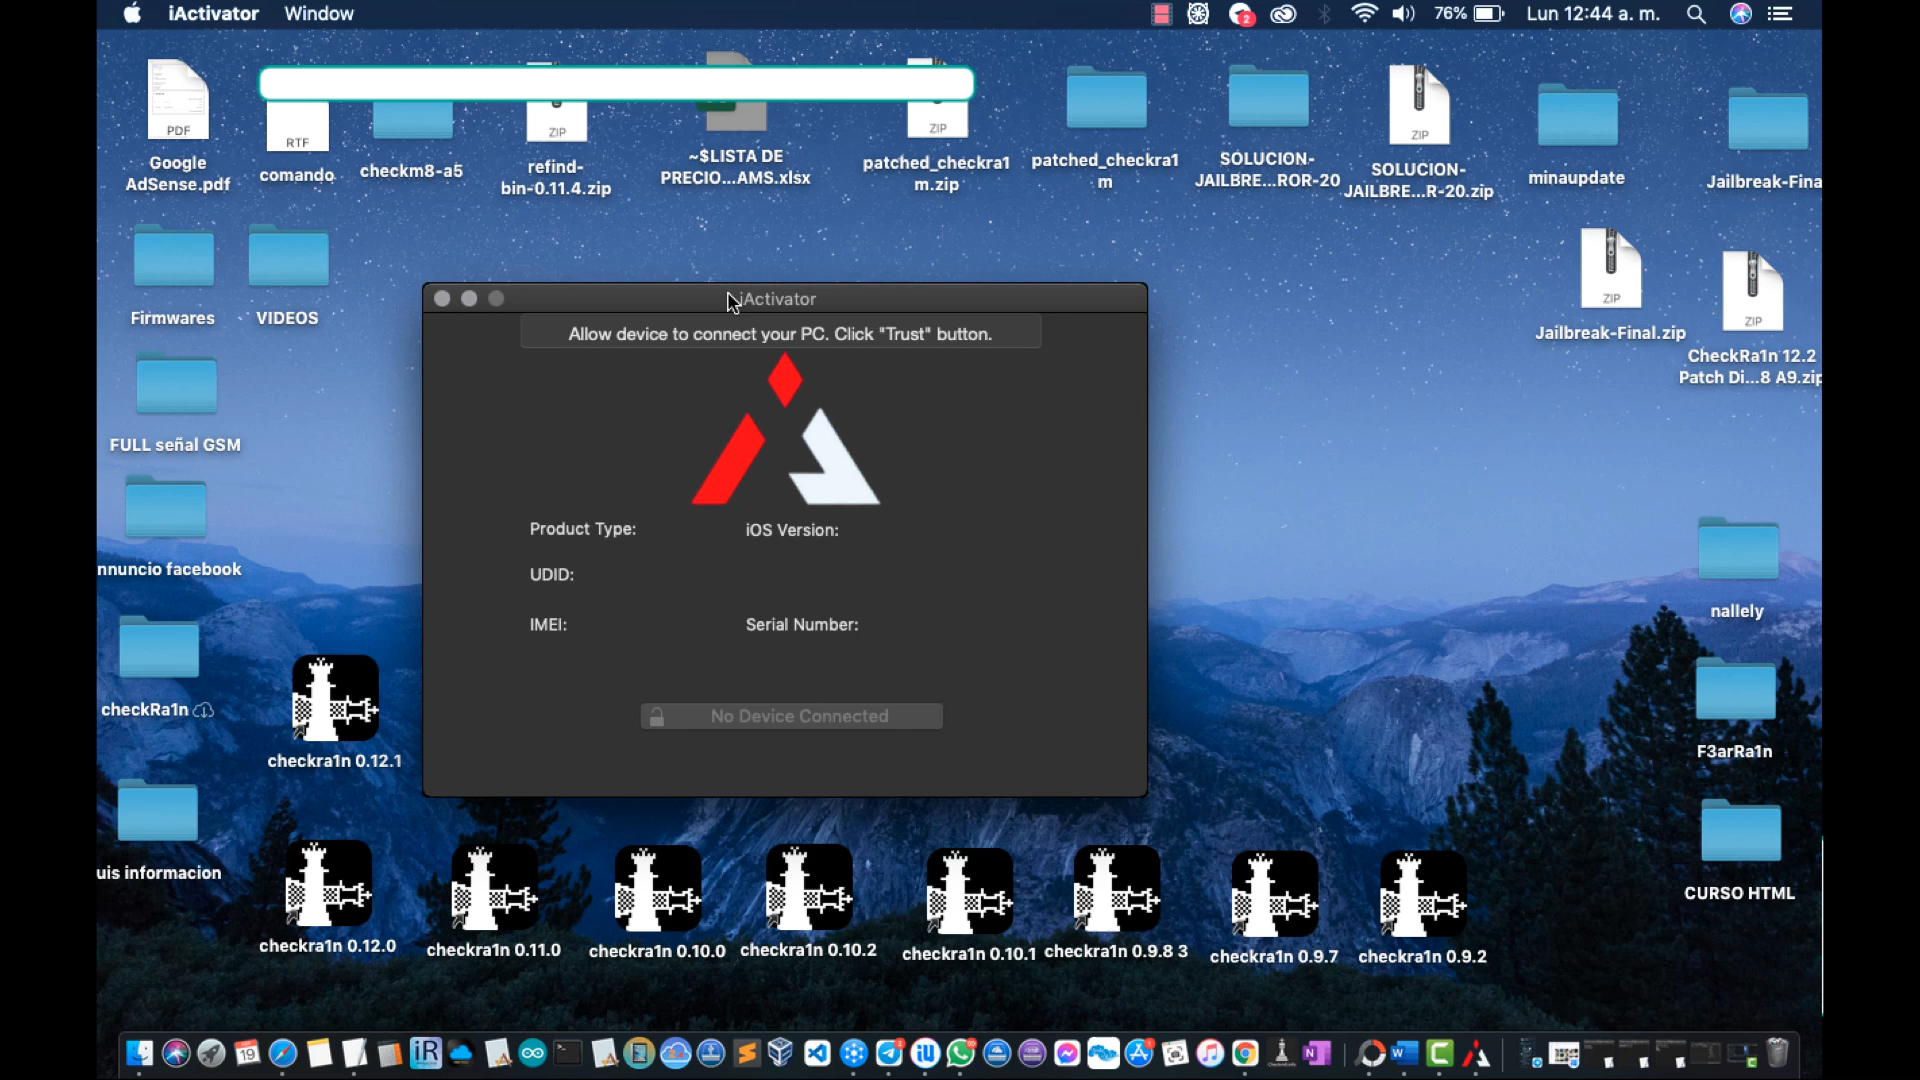 iActivator Window
2 76% Lun 12:44 a. m.
PDF
Google
AdSense.pdf
RTF
comando
checkm8-a5
ZIP
refind-
bin-0.11.4.zip
~$LISTA DE
PRECIO...AMS.xlsx
ZIP
patched_checkra1
m.zip
patched_checkra1
m
SOLUCION-
JAILBRE...ROR-20
ZIP
SOLUCION-
JAILBRE...R-20.zip
minaupdate
Jailbreak-Fina
Firmwares
VIDEOS
ZIP
Jailbreak-Final.zip
ZIP
CheckRa1n 12.2
Patch Di...8 A9.zip
iActivator
Allow device to connect your PC. Click "Trust" button.
Product Type:
iOS Version:
UDID:
IMEI:
Serial Number:
No Device Connected
FULL señal GSM
nnuncio facebook
checkRa1n
checkra1n 0.12.1
uis informacion
nallely
F3arRa1n
CURSO HTML
checkra1n 0.12.0
checkra1n 0.11.0
checkra1n 0.10.0
checkra1n 0.10.2
checkra1n 0.10.1
checkra1n 0.9.8 3
checkra1n 0.9.7
checkra1n 0.9.2
19
iR